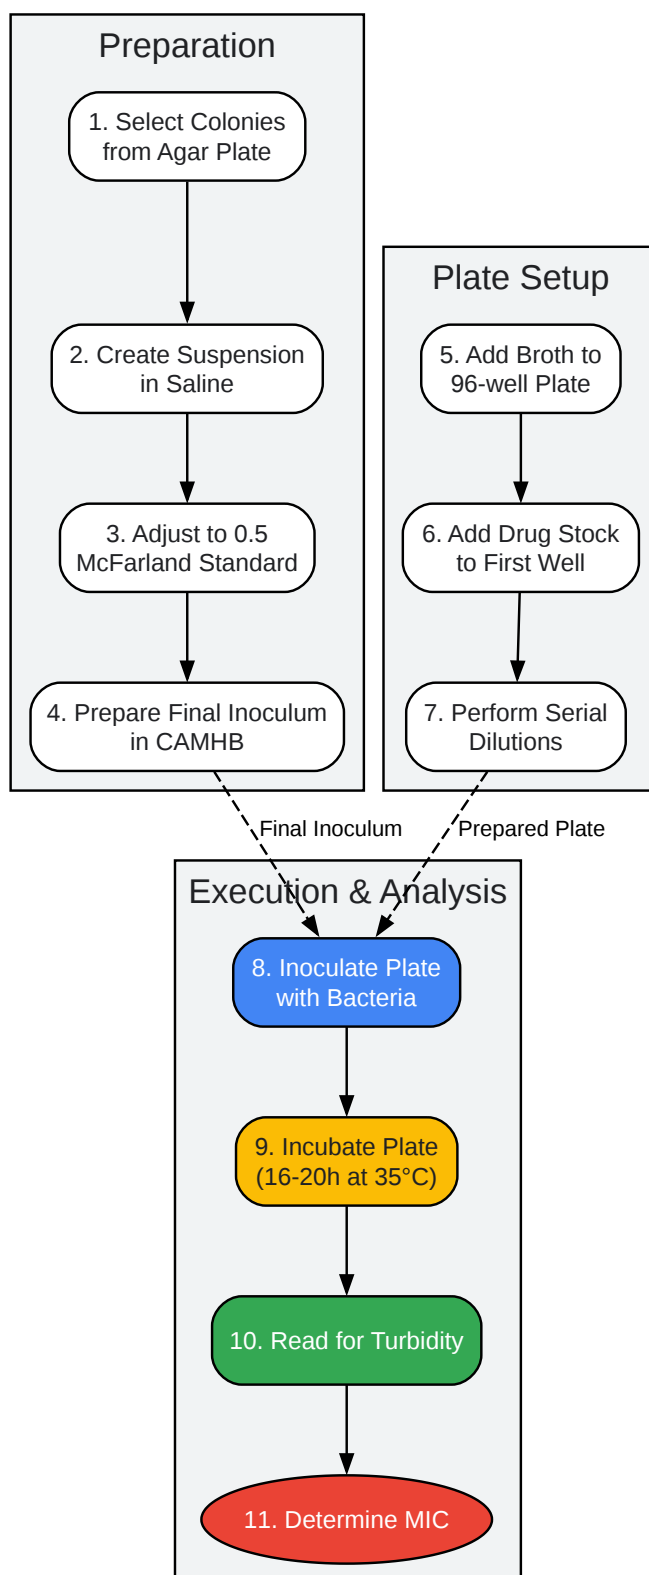 Preparation
1. Select Colonies
from Agar Plate
2. Create Suspension
in Saline
3. Adjust to 0.5
McFarland Standard
4. Prepare Final Inoculum
in CAMHB
Plate Setup
5. Add Broth to
96-well Plate
6. Add Drug Stock
to First Well
7. Perform Serial
Dilutions
Final Inoculum
Prepared Plate
Execution & Analysis
8. Inoculate Plate
with Bacteria
9. Incubate Plate
(16-20h at 35°C)
10. Read for Turbidity
11. Determine MIC